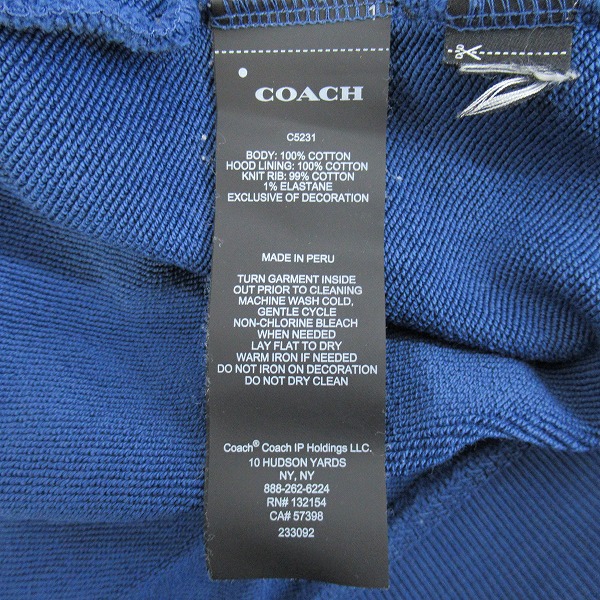 1
COACH
C5231
BODY: 100% COTTON
HOOD LINING: 100% COTTON
KNIT RIB: 99% COTTON
1% ELASTANE
EXCLUSIVE OF DECORATION
MADE IN PERU
TURN GARMENT INSIDE
OUT PRIOR TO CLEANING
MACHINE WASH COLD,
GENTLE CYCLE
NON-CHLORINE BLEACH
WHEN NEEDED
LAY FLAT TO DRY
WARM IRON IF NEEDED
DO NOT IRON ON DECORATION
DO NOT DRY CLEAN
Coach® Coach IP Holdings LLC.
10 HUDSON YARDS
NY, NY
888-262-6224
RN# 132154
CA# 57398
233092